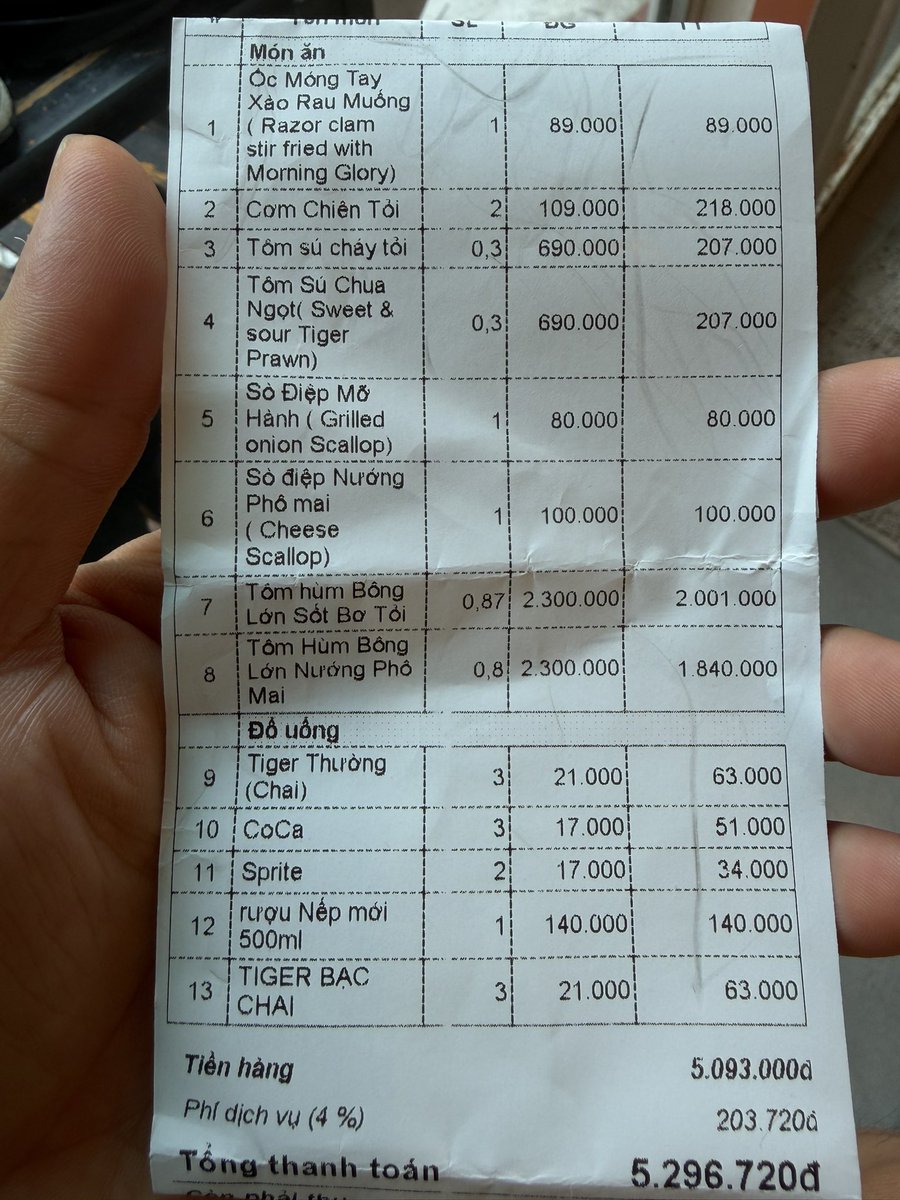 # Tên món SL ĐG TT
Món ăn
Ốc Móng Tay
Xào Rau Muống
1 ( Razor clam 1 89.000 89.000
stir fried with
Morning Glory)
2 Cơm Chiên Tỏi 2 109.000 218.000
3 Tôm sú cháy tỏi 0,3 690.000 207.000
Tôm Sú Chua
Ngọt( Sweet &
4 sour Tiger 0,3 690.000 207.000
Prawn)
Sò Điệp Mỡ
5 Hành ( Grilled 1 80.000 80.000
onion Scallop)
Sò điệp Nướng
Phô mai
6 ( Cheese 1 100.000 100.000
Scallop)
7 Tôm hùm Bông 0,87 2.300.000 2.001.000
Lớn Sốt Bơ Tỏi
Tôm Hùm Bông
8 Lớn Nướng Phô 0,8 2.300.000 1.840.000
Mai
Đồ uống
9 Tiger Thường 3 21.000 63.000
(Chai)
10 CoCa 3 17.000 51.000
11 Sprite 2 17.000 34.000
12 rượu Nếp mới 1 140.000 140.000
500ml
13 TIGER BẠC 3 21.000 63.000
CHAI
Tiền hàng 5.093.000đ
Phí dịch vụ (4 %) 203.720đ
Tổng thanh toán 5.296.720đ